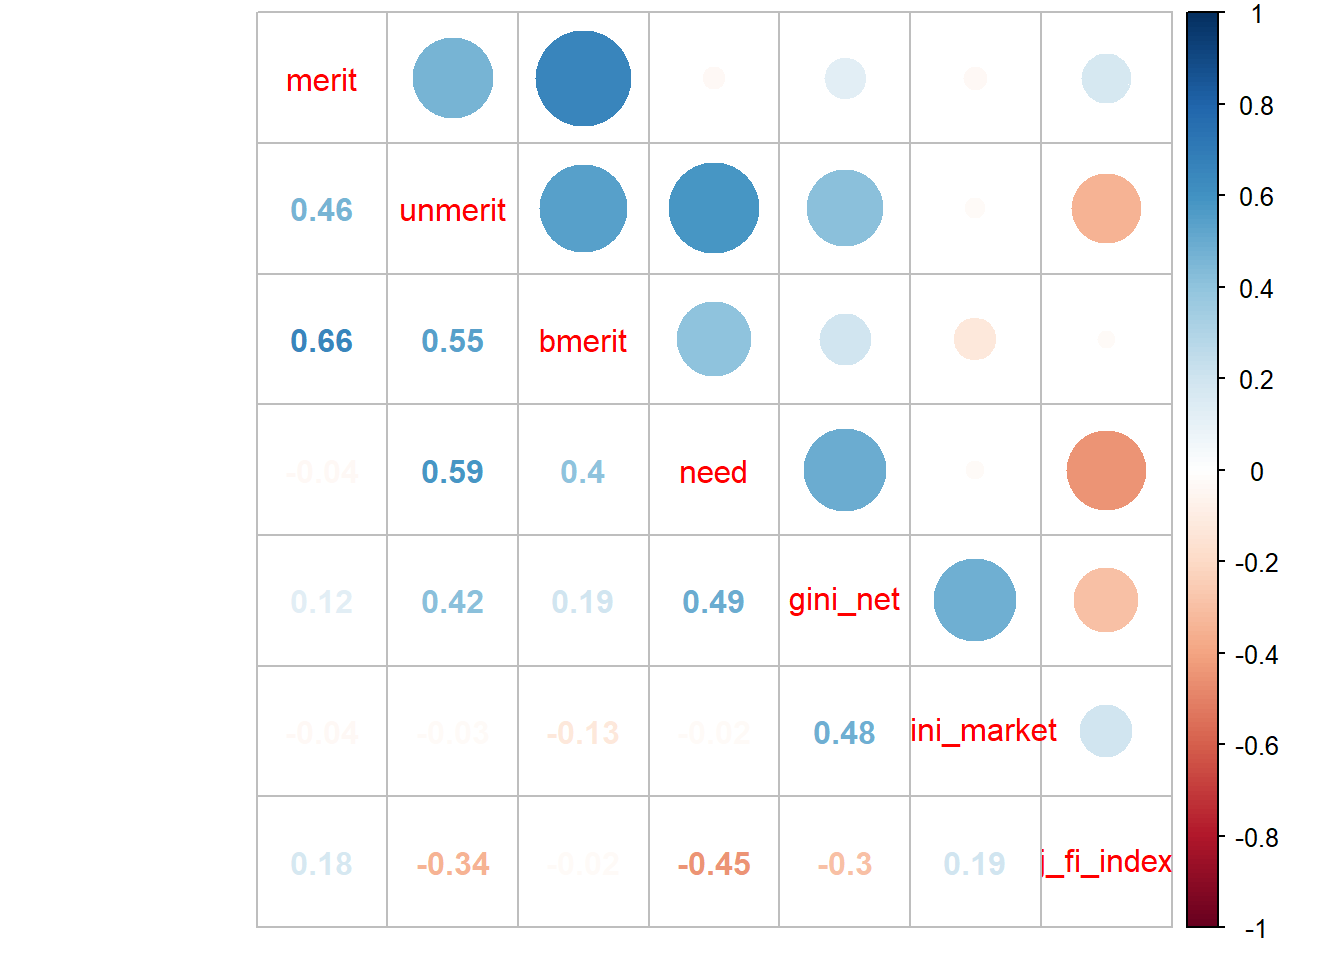 merit
0.46 unmerit
0.66 0.55 bmerit
-0.04 0.59 0.4 need
0.12 0.42 0.19 0.49 gini_net
-0.04 -0.03 -0.13 -0.02 0.48 ini_market
0.18 -0.34 -0.02 -0.45 -0.3 0.19 j_fi_index
1
0.8
0.6
0.4
0.2
0
-0.2
-0.4
-0.6
-0.8
-1